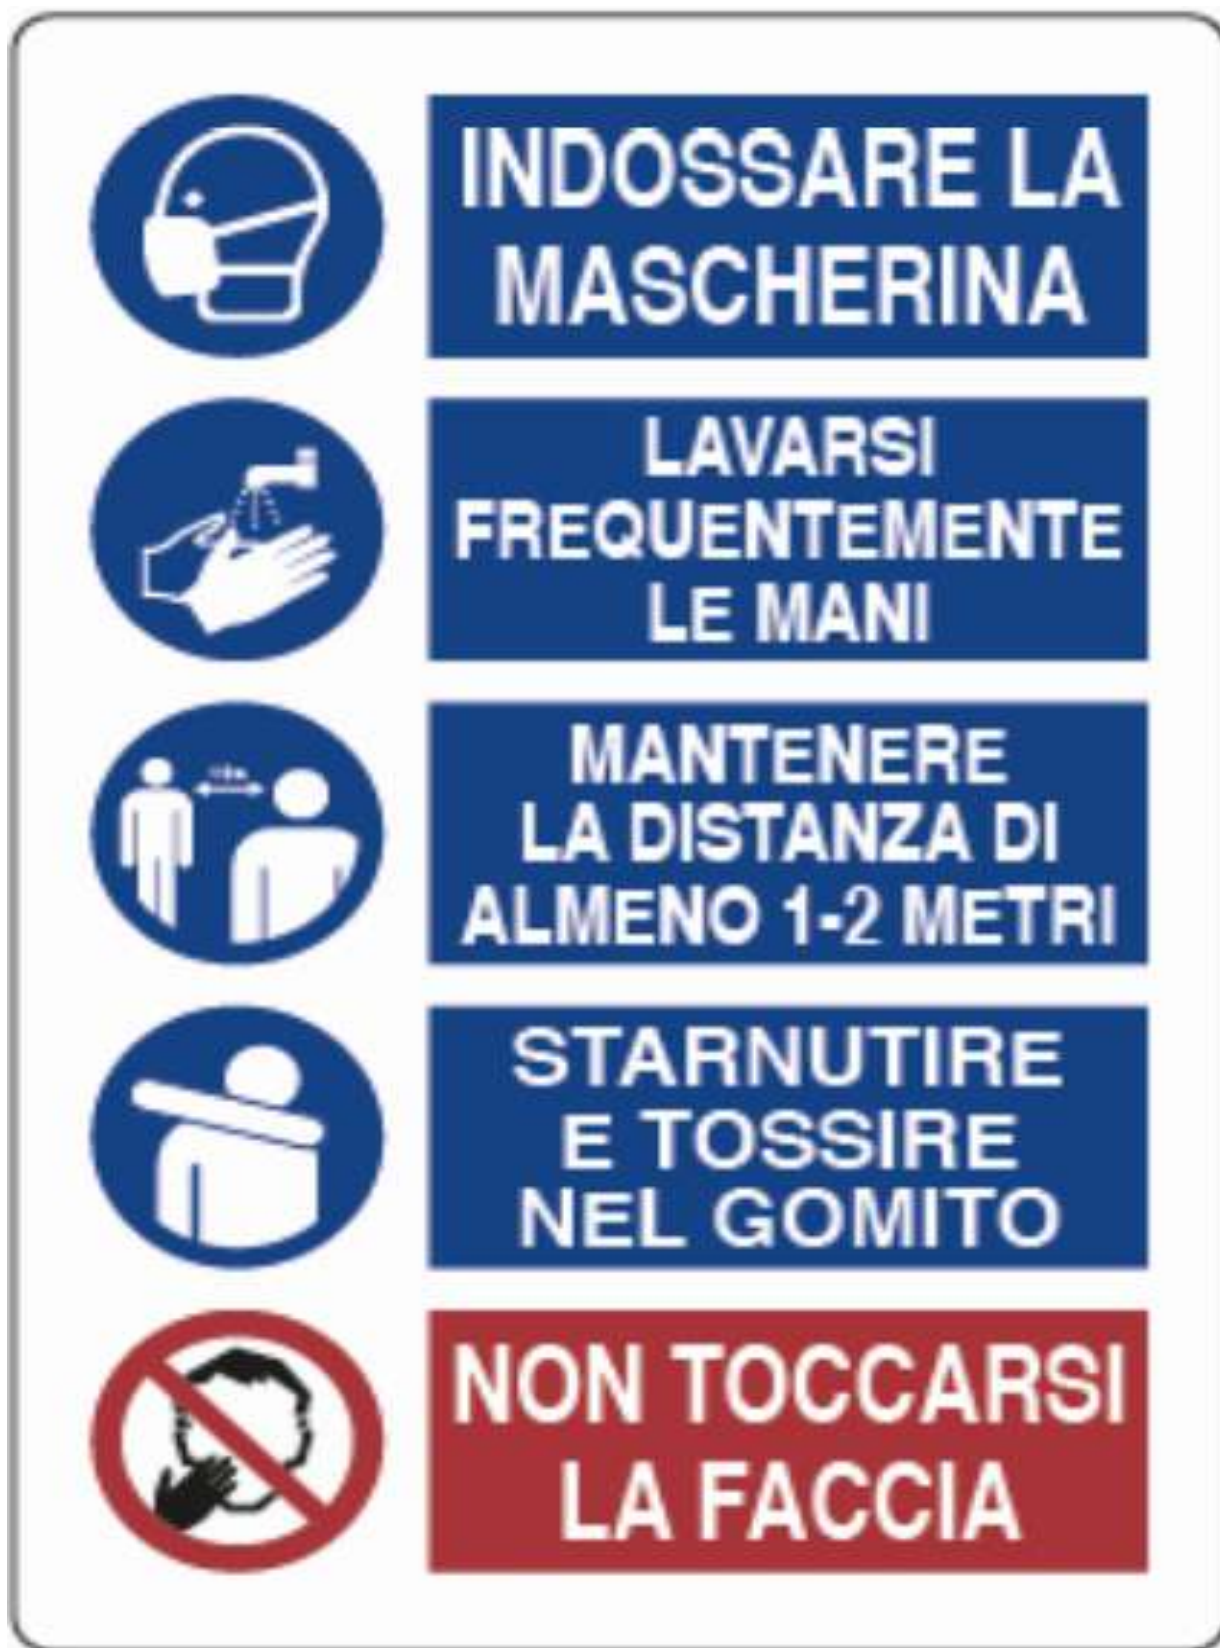 INDOSSARE LA
MASCHERINA
LAVARSI
FREQUENTEMENTE
LE MANI
MANTENERE
LA DISTANZA DI
ALMENO 1-2 METRI
STARNUTIRE
E TOSSIRE
NEL GOMITO
NON TOCCARSI
LA FACCIA